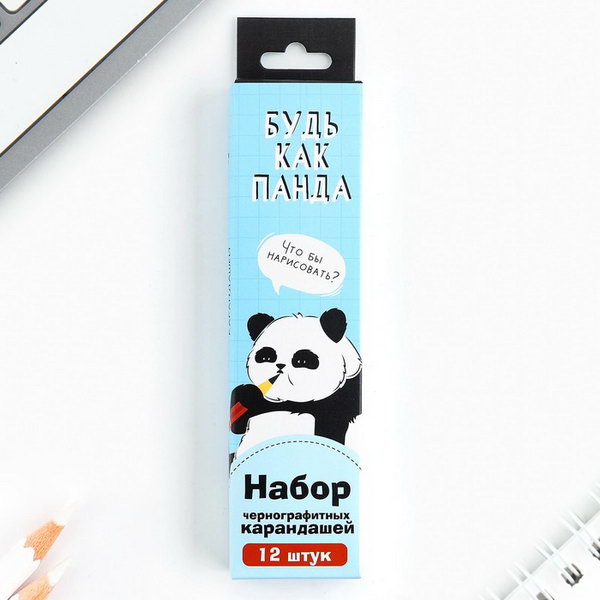 БУДЬ
КАК
ПАНДА
ЧТО БЫ
НАРИСОВАТЬ?
Набор
чернографитных
карандашей
12 штук